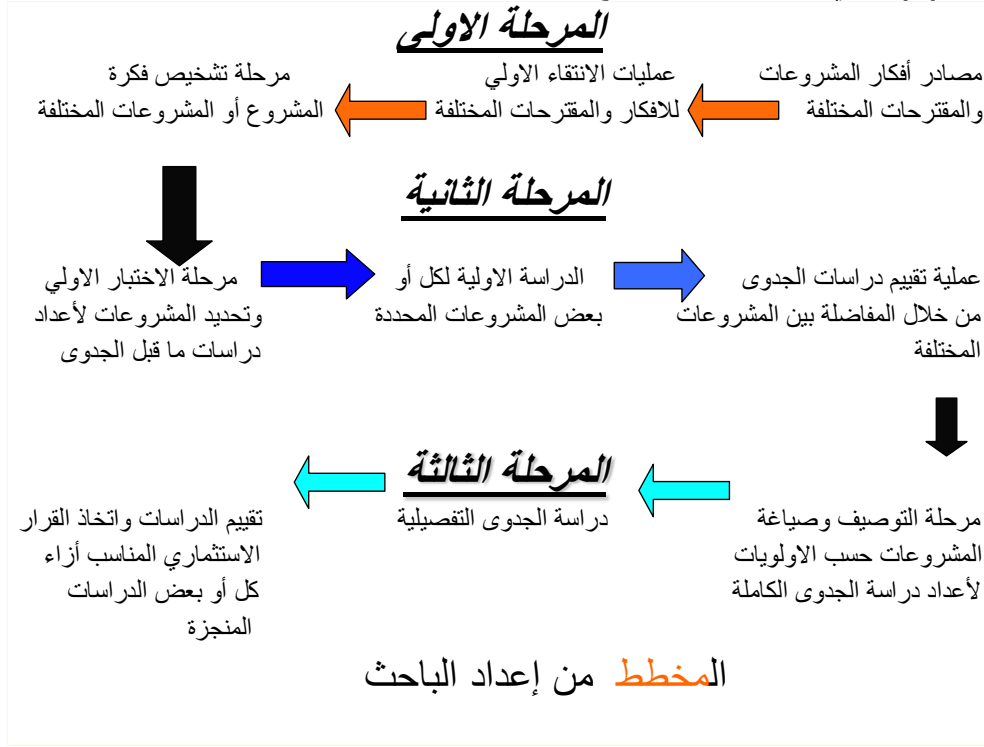 المرحلة الاولى
مصادر أفكار المشروعات
والمقترحات المختلفة
عمليات الانتقاء الاولي
للافكار والمقترحات المختلفة
مرحلة تشخيص فكرة
المشروع أو المشروعات المختلفة
المرحلة الثانية
مرحلة الاختبار الاولي
وتحديد المشروعات لأعداد
دراسات ما قبل الجدوى
الدراسة الاولية لكل أو
بعض المشروعات المحددة
عملية تقييم دراسات الجدوى
من خلال المفاضلة بين المشروعات
المختلفة
المرحلة الثالثة
مرحلة التوصيف وصياغة
المشروعات حسب الاولويات
لأعداد دراسة الجدوى الكاملة
دراسة الجدوى التفصيلية
تقييم الدراسات واتخاذ القرار
الاستثماري المناسب أزاء
كل أو بعض الدراسات
المنجزة
المخطط من إعداد الباحث